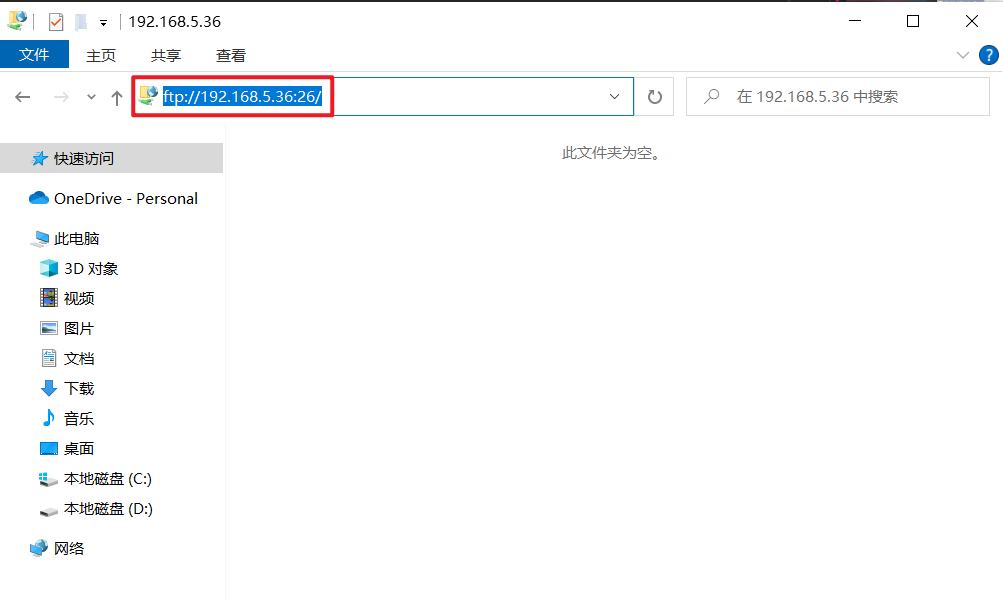 192.168.5.36
文件 主页 共享 查看
ftp://192.168.5.36:26/ 在 192.168.5.36 中搜索
此文件夹为空。
快速访问
OneDrive - Personal
此电脑
3D 对象
视频
图片
文档
下载
音乐
桌面
本地磁盘 (C:)
本地磁盘 (D:)
网络